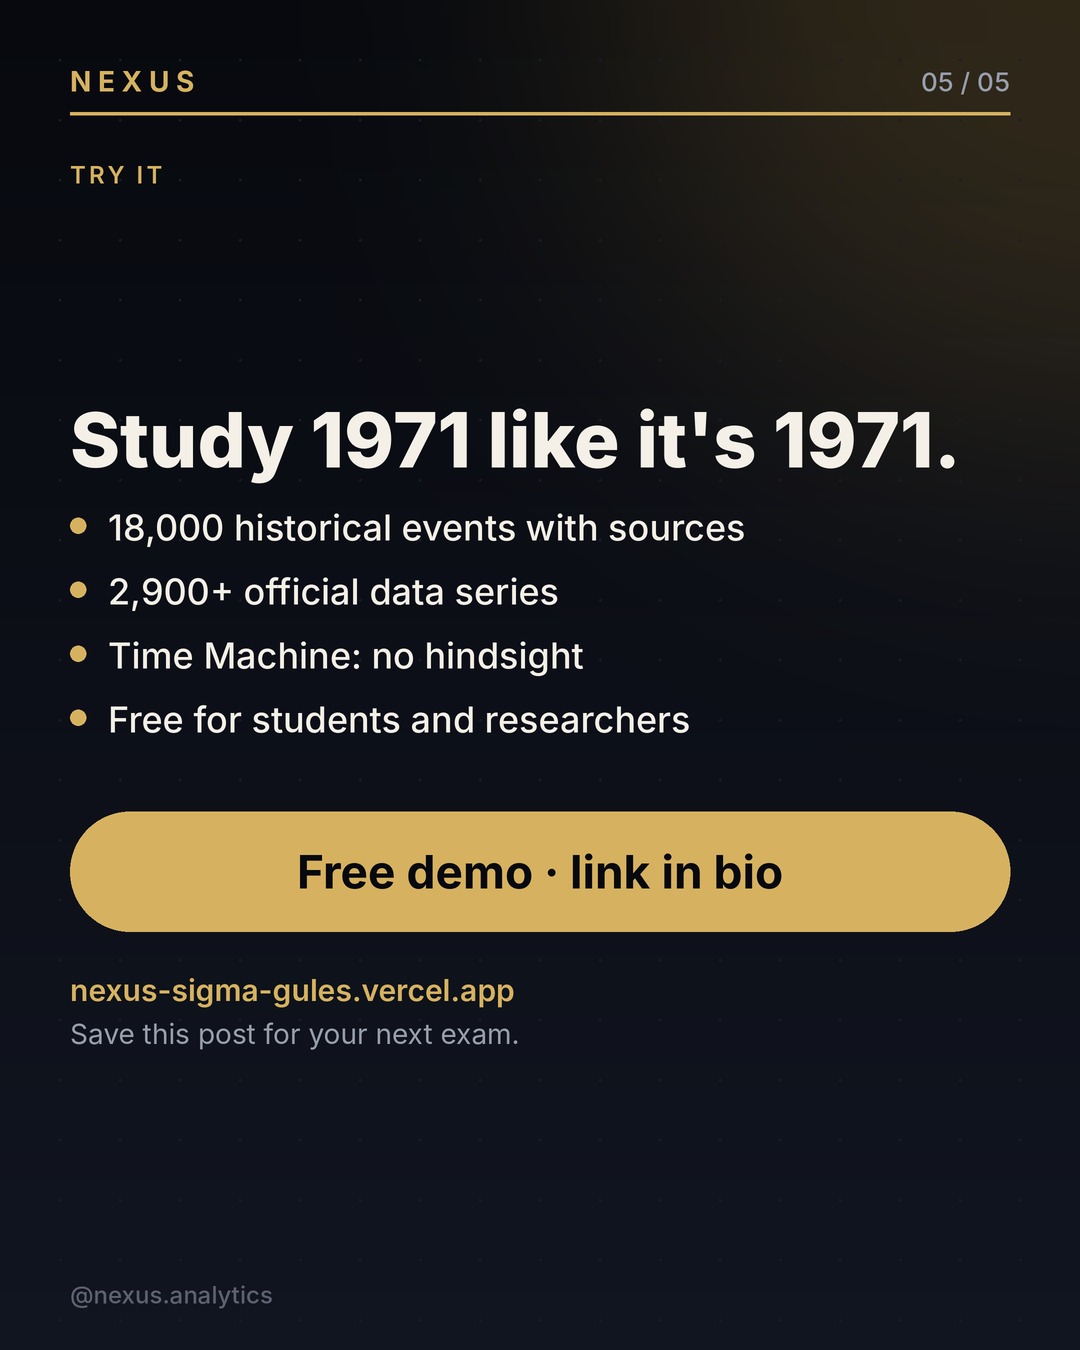 NEXUS
05 / 05
TRY IT
Study 1971 like it's 1971.
18,000 historical events with sources
2,900+ official data series
Time Machine: no hindsight
Free for students and researchers
Free demo · link in bio
nexus-sigma-gules.vercel.app
Save this post for your next exam.
@nexus.analytics